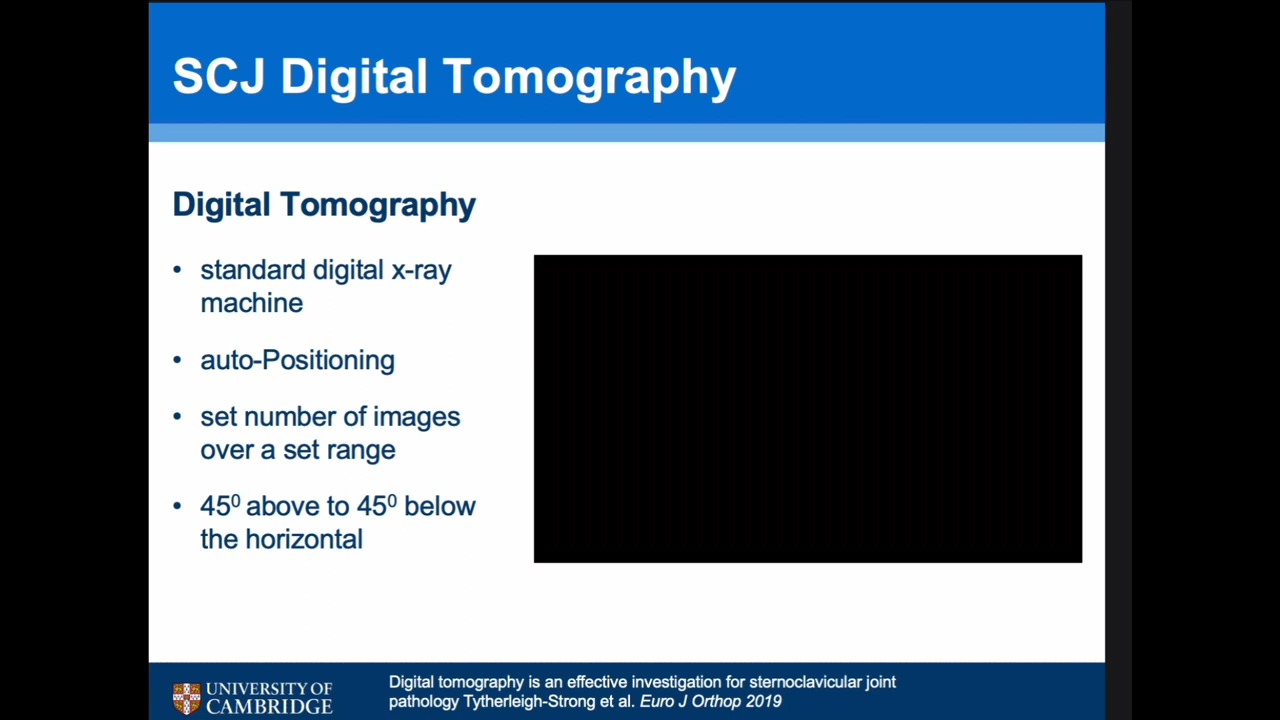 SCJ Digital Tomography
Digital Tomography
• standard digital x-ray
machine
• auto-Positioning
• set number of images
over a set range
• 45⁰ above to 45⁰ below
the horizontal
UNIVERSITY OF
CAMBRIDGE
Digital tomography is an effective investigation for sternoclavicular joint
pathology Tytherleigh-Strong et al. Euro J Orthop 2019